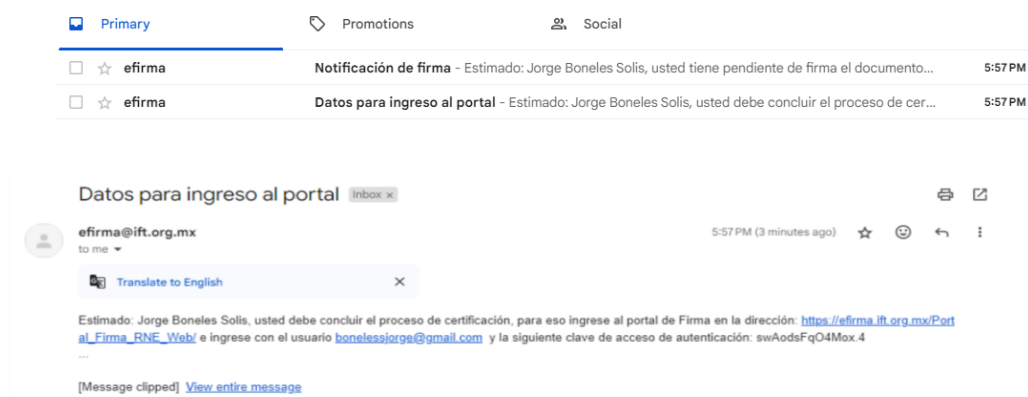 Primary Promotions Social
efirma Notificación de firma - Estimado: Jorge Boneles Solis, usted tiene pendiente de firma el documento... 5:57 PM
efirma Datos para ingreso al portal - Estimado: Jorge Boneles Solis, usted debe concluir el proceso de cer... 5:57 PM
Datos para ingreso al portal Inbox ×
efirma@ift.org.mx 5:57 PM (3 minutes ago)
to me
Translate to English ×
Estimado: Jorge Boneles Solis, usted debe concluir el proceso de certificación, para eso ingrese al portal de Firma en la dirección: https://efirma.ift.org.mx/Port
al_Firma_RNE_Web/ e ingrese con el usuario bonelessjorge@gmail.com y la siguiente clave de acceso de autenticación: swAodsFqO4Mox.4
...
[Message clipped] View entire message